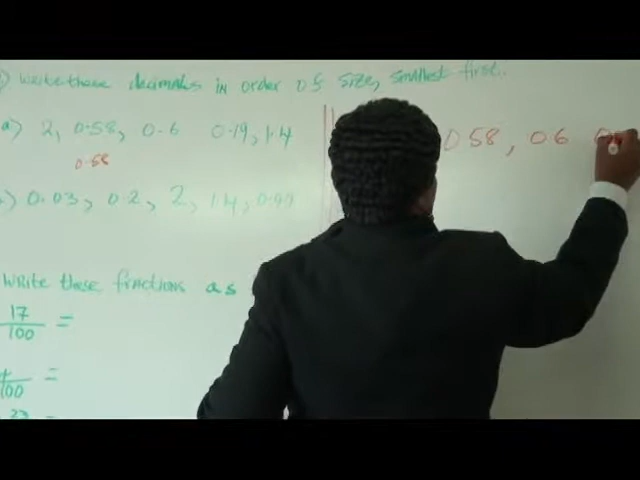 ) Write these decimals in order of size, smallest first.
a) 2, 0.58, 0.6 0.19, 1.4
0.58
0.58, 0.6
) 0.03, 0.2, 2, 1.4, 0.99
Write these fractions as
17/100 =
/100 =
23